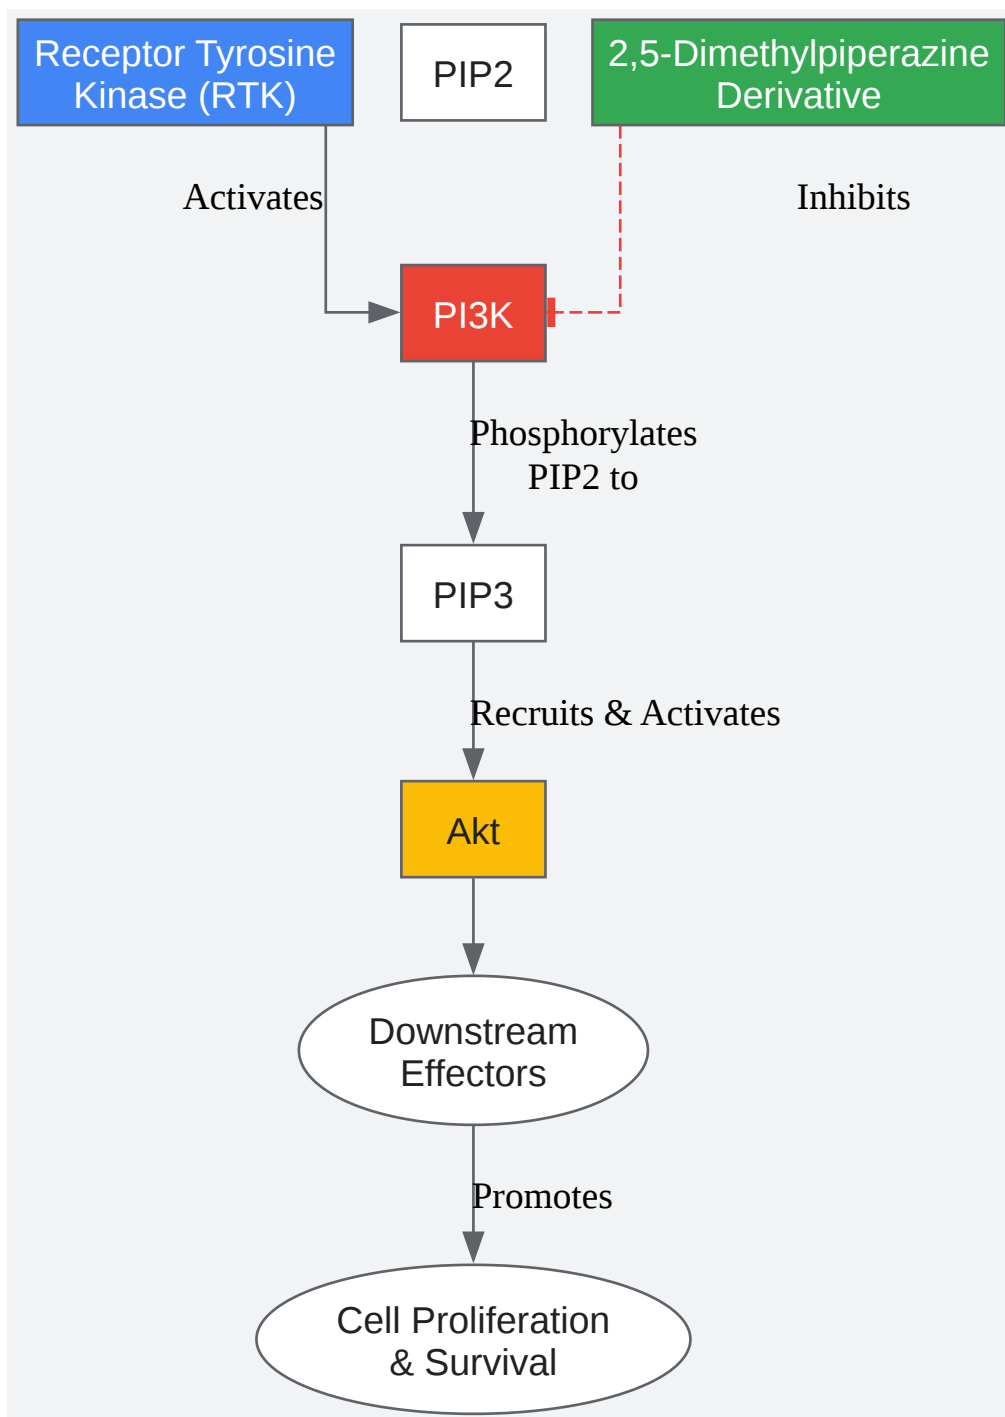 Receptor Tyrosine
Kinase (RTK)
PIP2
2,5-Dimethylpiperazine
Derivative
Activates
Inhibits
PI3K
Phosphorylates
PIP2 to
PIP3
Recruits & Activates
Akt
Downstream
Effectors
Promotes
Cell Proliferation
& Survival